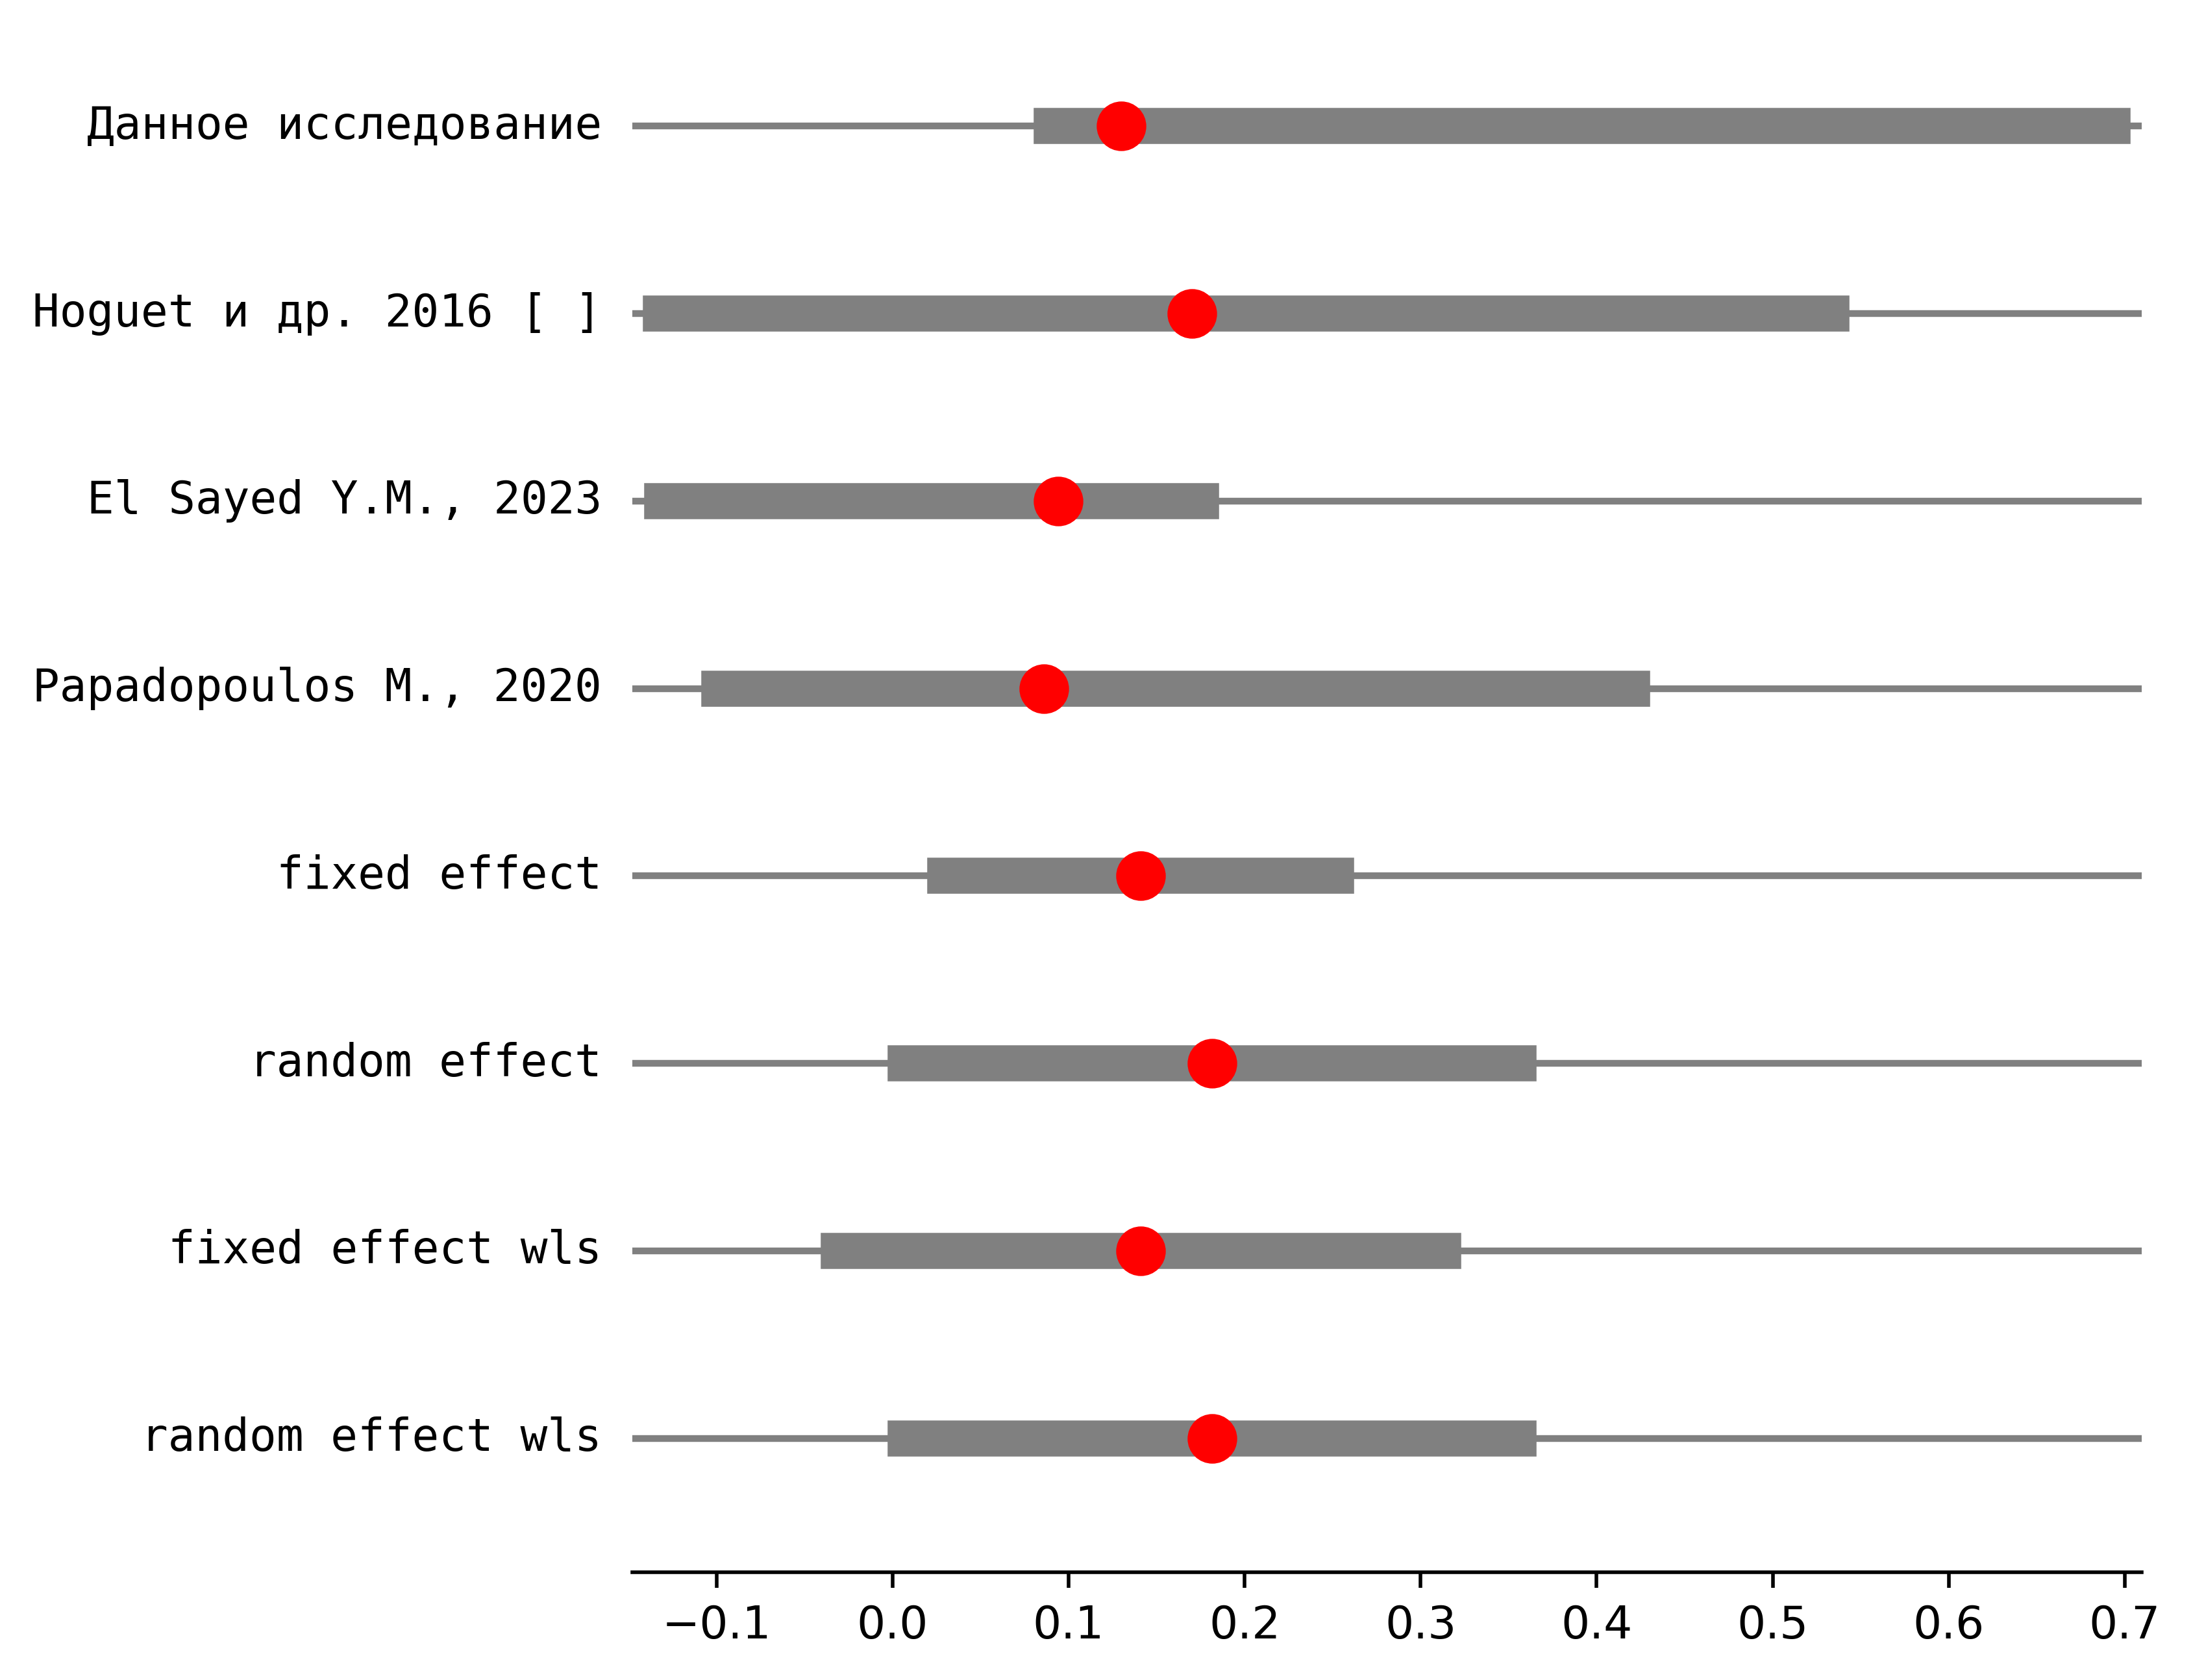 Данное исследование
Hoguet и др. 2016 [ ]
El Sayed Y.M., 2023
Papadopoulos M., 2020
fixed effect
random effect
fixed effect wls
random effect wls
−0.1 0.0 0.1 0.2 0.3 0.4 0.5 0.6 0.7